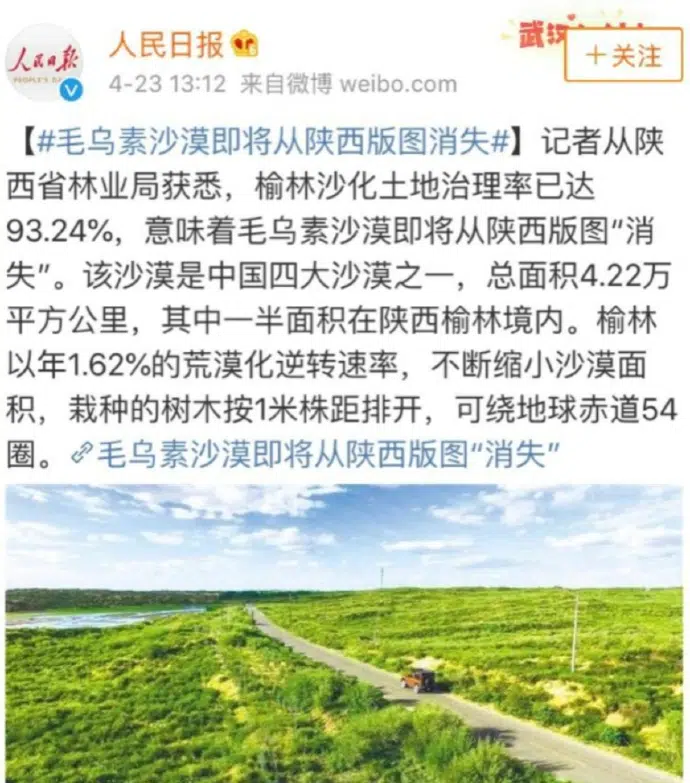 人民日报
人民日报
PEOPLE'S DA
4-23 13:12 来自微博 weibo.com
武汉
+关注
【#毛乌素沙漠即将从陕西版图消失#】记者从陕
西省林业局获悉，榆林沙化土地治理率已达
93.24%，意味着毛乌素沙漠即将从陕西版图“消
失”。该沙漠是中国四大沙漠之一，总面积4.22万
平方公里，其中一半面积在陕西榆林境内。榆林
以年1.62%的荒漠化逆转速率，不断缩小沙漠面
积，栽种的树木按1米株距排开，可绕地球赤道54
圈。毛乌素沙漠即将从陕西版图“消失”